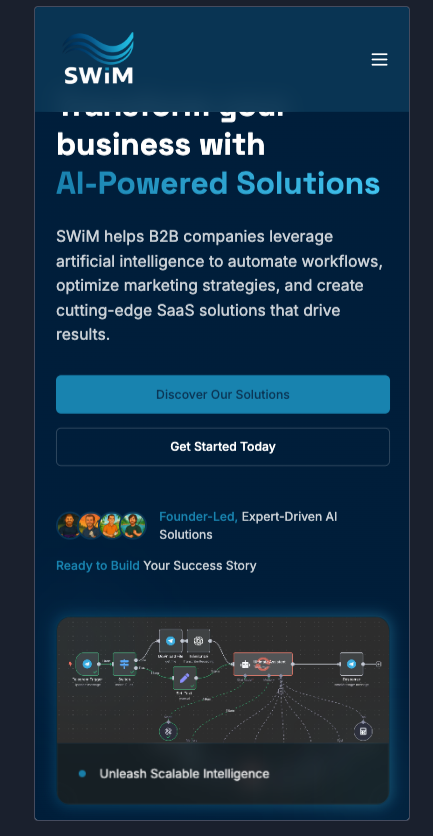 SWiM
Transform your
business with
AI-Powered Solutions
SWiM helps B2B companies leverage
artificial intelligence to automate workflows,
optimize marketing strategies, and create
cutting-edge SaaS solutions that drive
results.
Discover Our Solutions
Get Started Today
Founder-Led, Expert-Driven AI
Solutions
Ready to Build Your Success Story
Unleash Scalable Intelligence